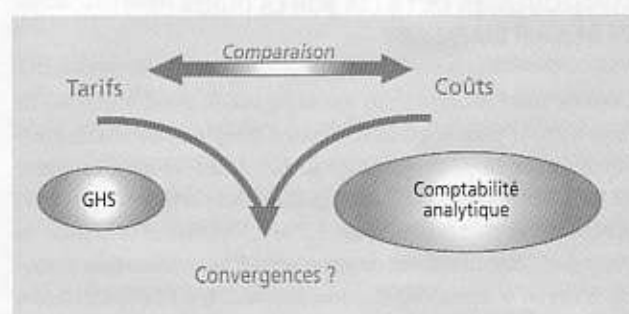 Comparaison
Tarifs
Coûts
GHS
Comptabilité
analytique
Convergences ?